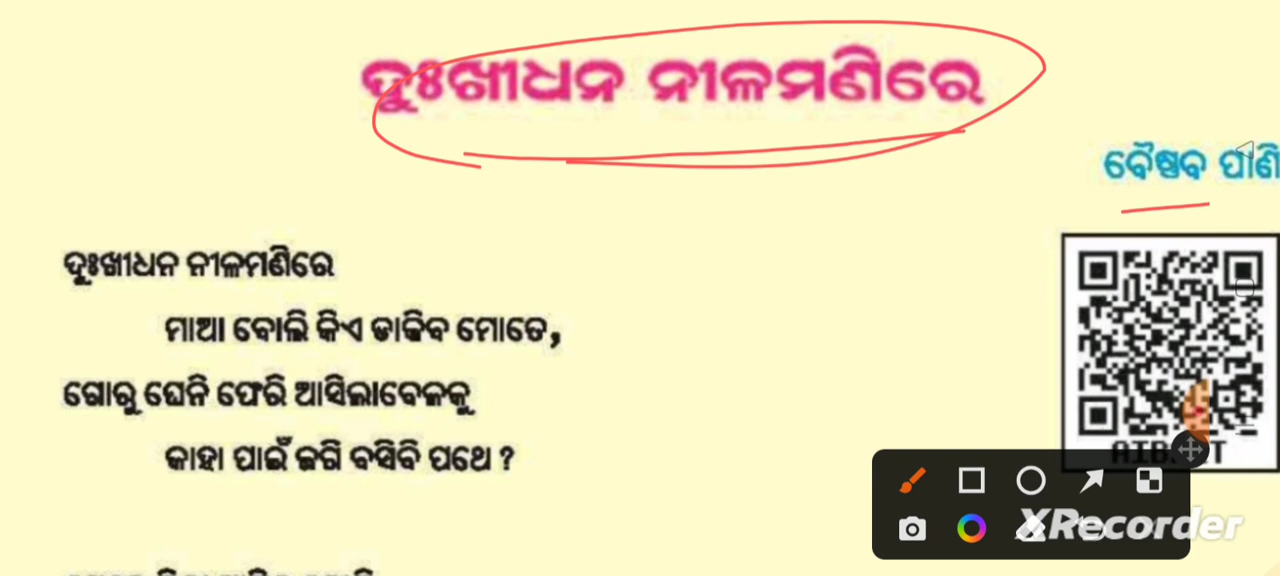 ଦୁଃଖୀଧନ ନୀଳମଣିରେ
ବୈଷ୍ଣବ ପାଣି
ଦୁଃଖୀଧନ ନୀଳମଣିରେ
ମାଆ ବୋଲି କିଏ ଡାକିବ ମୋତେ,
ଗୋରୁ ଘେନି ଫେରି ଆସିଲାବେଳକୁ
କାହା ପାଇଁ ଜଗି ବସିବି ପଥେ ?
XRecorder